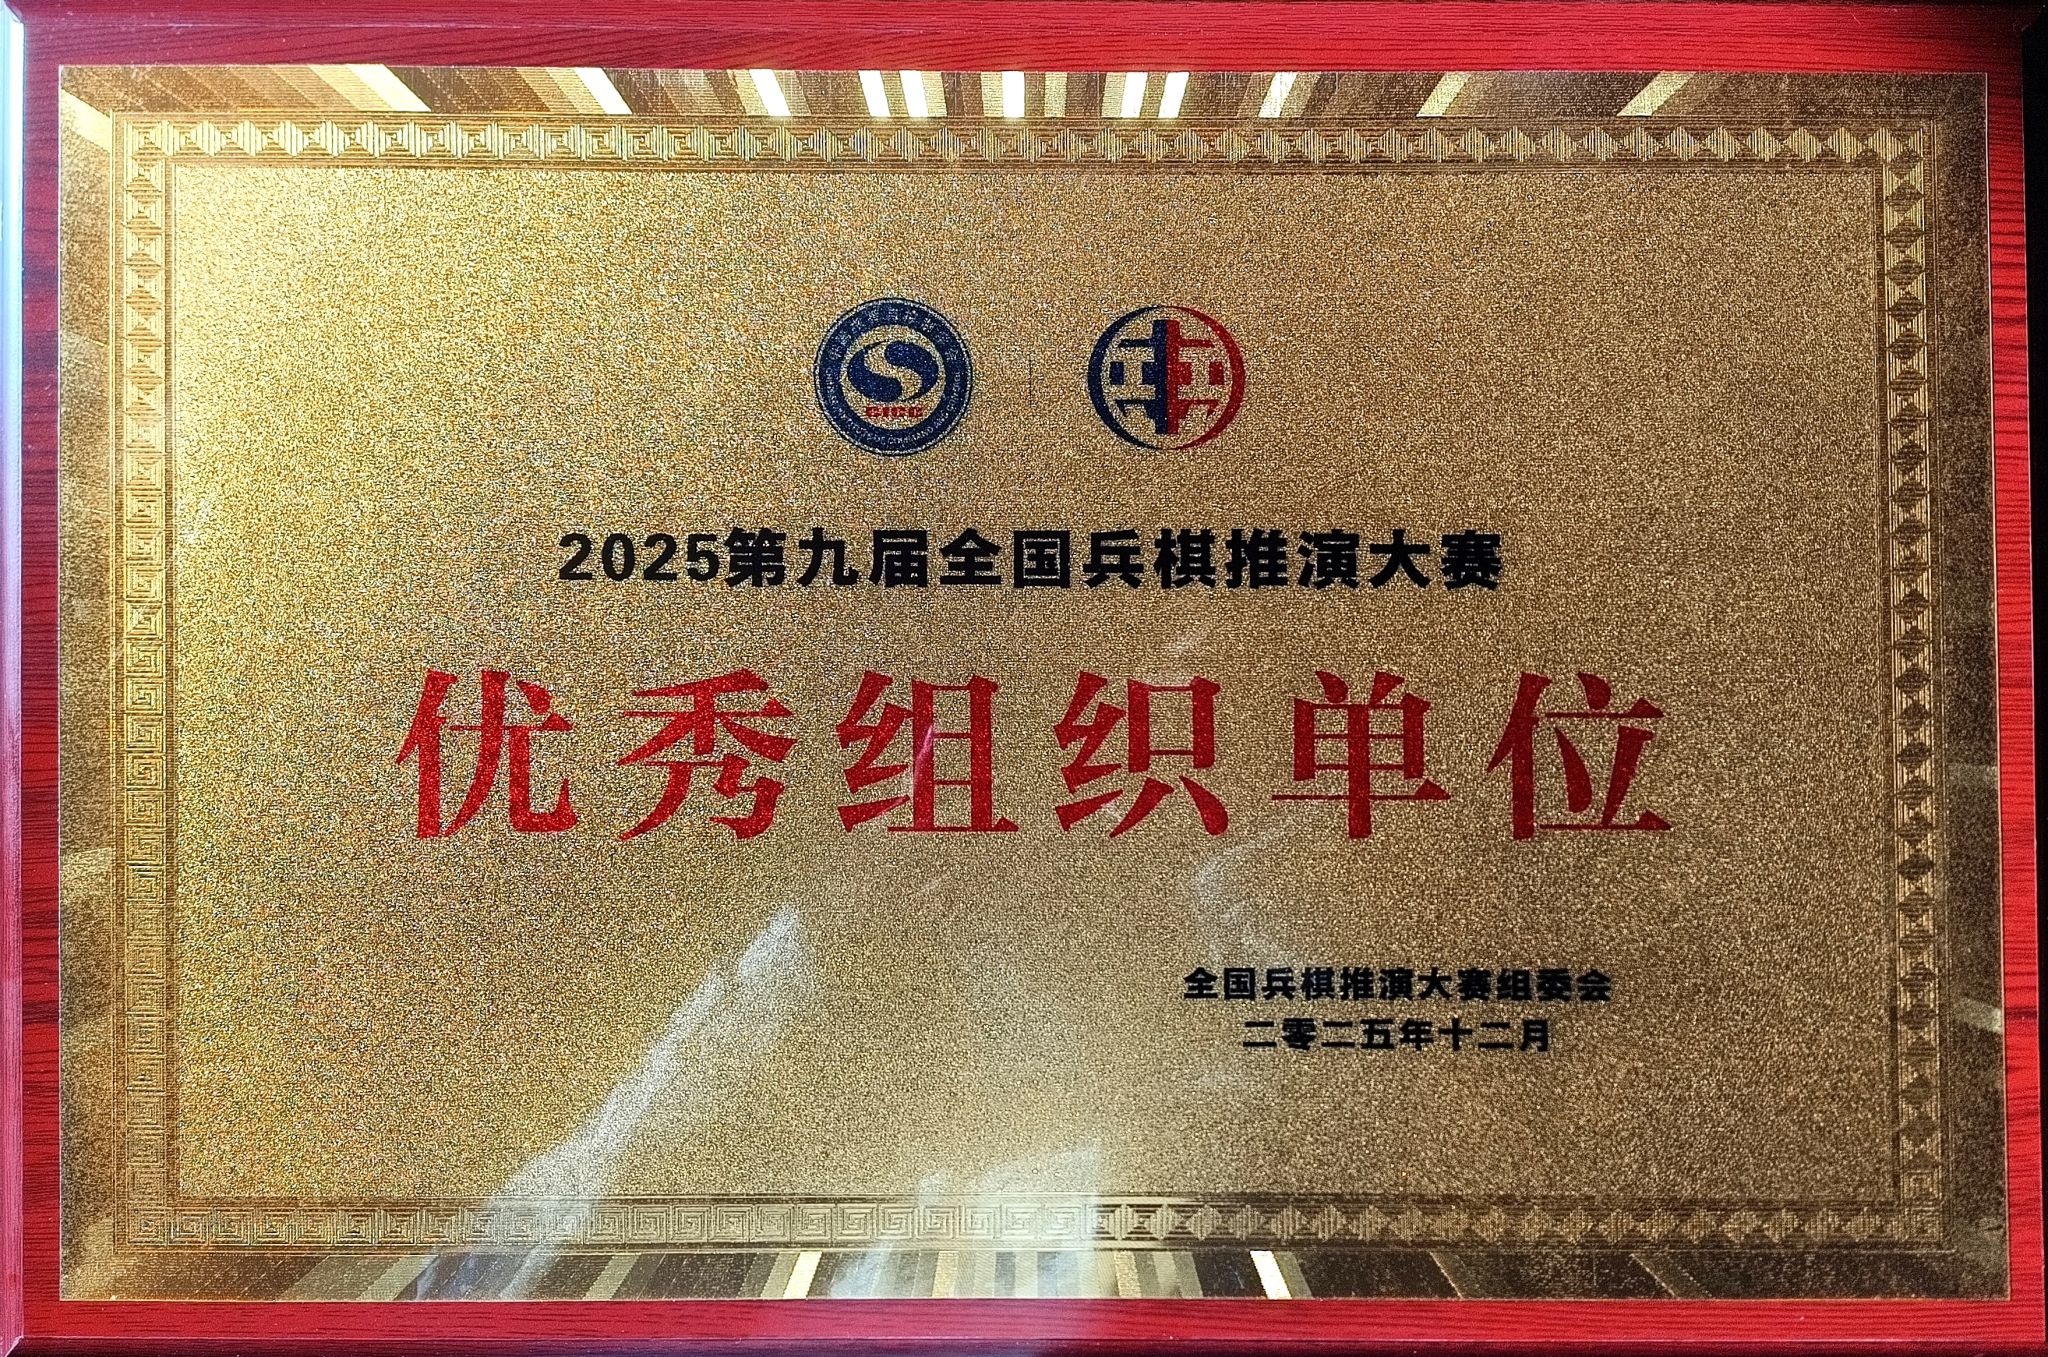 CICC
2025第九届全国兵棋推演大赛
优秀组织单位
全国兵棋推演大赛组委会
二零二五年十二月